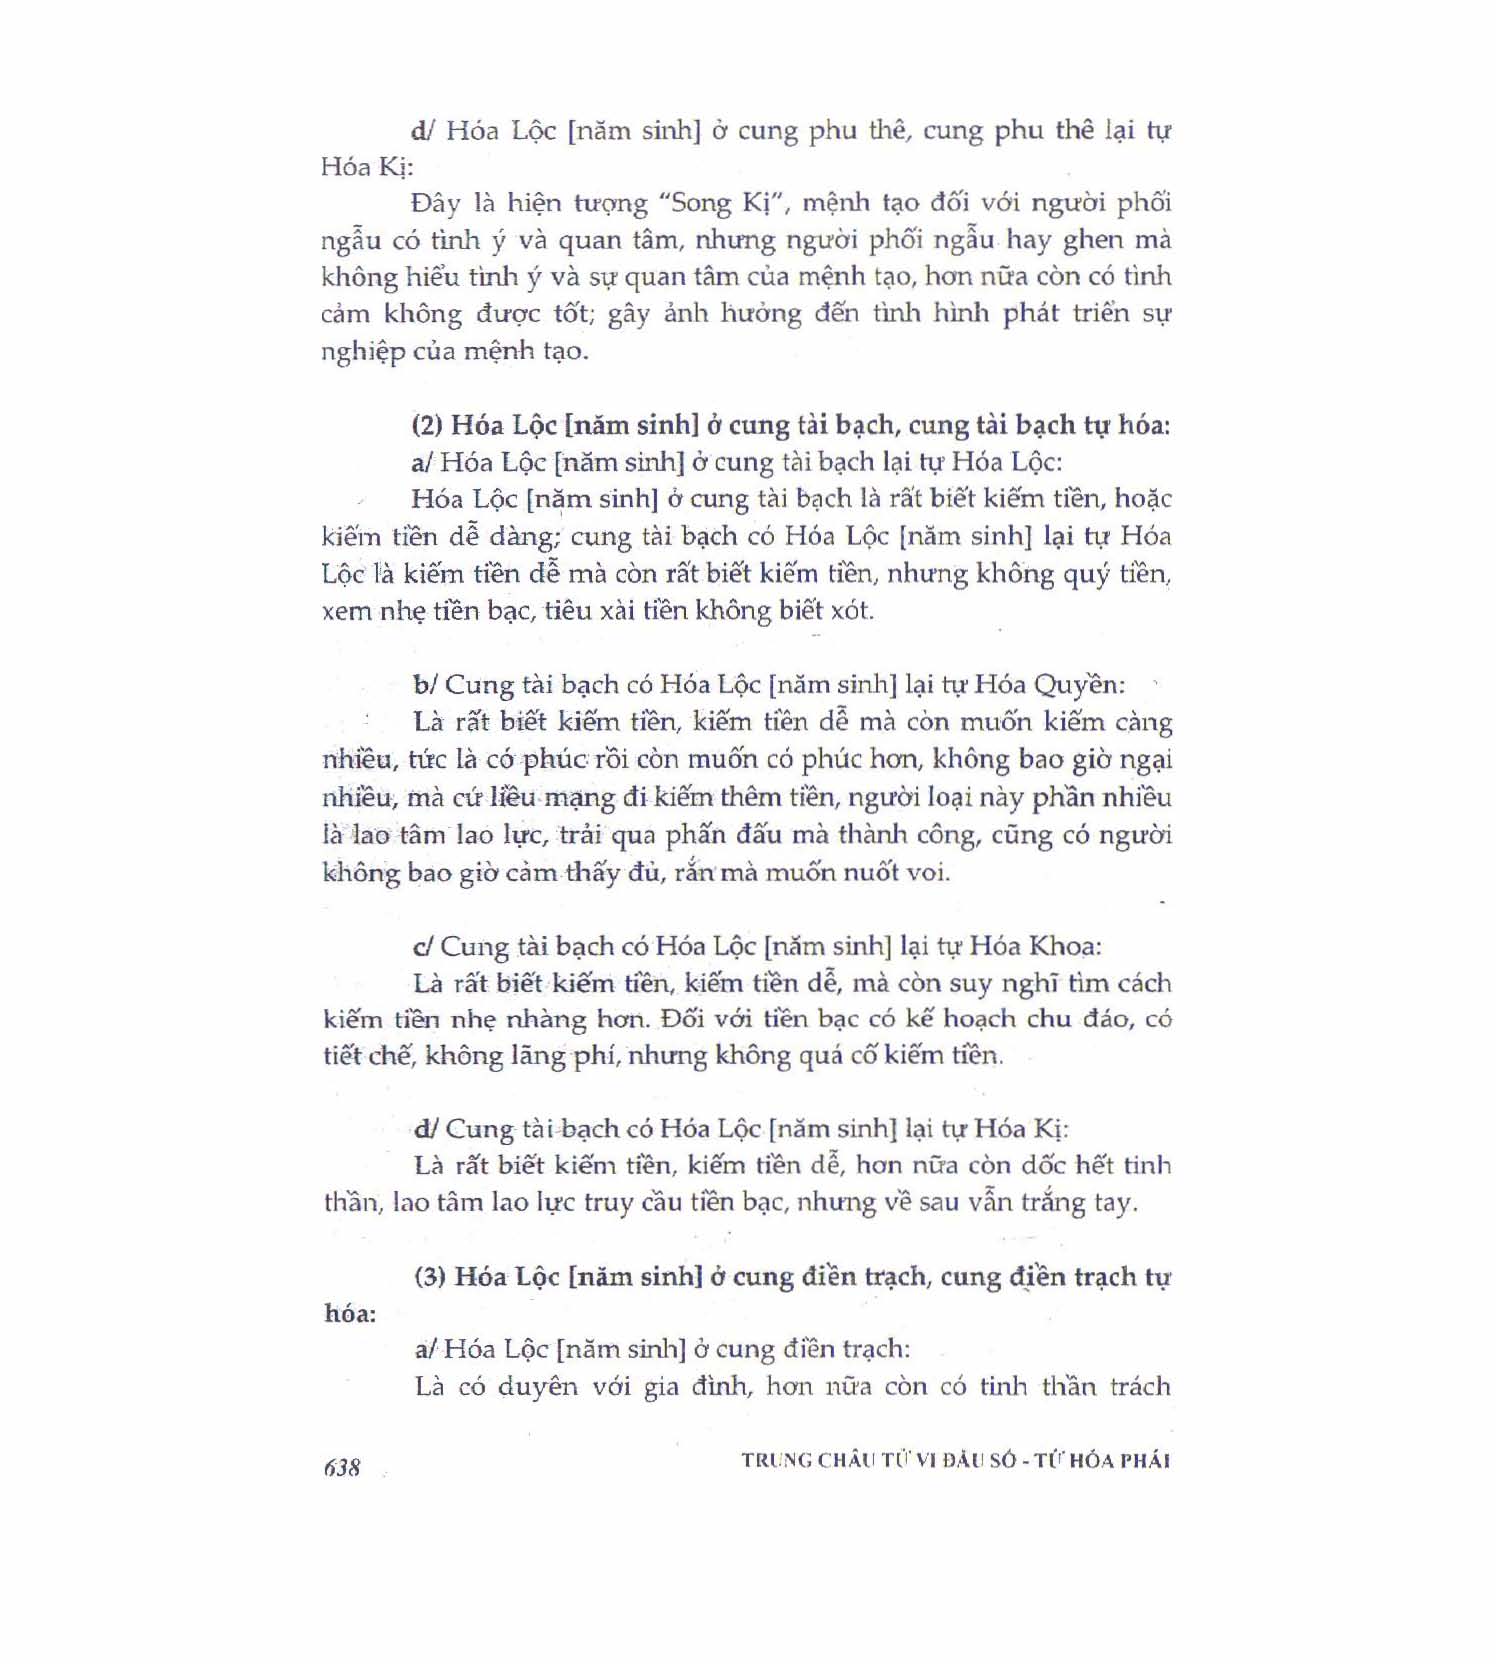 d/ Hóa Lộc [năm sinh] ở cung phu thê, cung phu thê lại tự
Hóa Kị:
Đây là hiện tượng "Song Kị", mệnh tạo đối với người phối
ngẫu có tình ý và quan tâm, nhưng người phối ngẫu hay ghen mà
không hiểu tình ý và sự quan tâm của mệnh tạo, hơn nữa còn có tình
cảm không được tốt; gây ảnh hưởng đến tình hình phát triển sự
nghiệp của mệnh tạo.
(2) Hóa Lộc [năm sinh] ở cung tài bạch, cung tài bạch tự hóa:
a/ Hóa Lộc [năm sinh] ở cung tài bạch lại tự Hóa Lộc:
Hóa Lộc [năm sinh] ở cung tài bạch là rất biết kiếm tiền, hoặc
kiếm tiền dễ dàng; cung tài bạch có Hóa Lộc [năm sinh] lại tự Hóa
Lộc là kiếm tiền dễ mà còn rất biết kiếm tiền, nhưng không quý tiền,
xem nhẹ tiền bạc, tiêu xài tiền không biết xót.
b/ Cung tài bạch có Hóa Lộc [năm sinh] lại tự Hóa Quyền:
Là rất biết kiếm tiền, kiếm tiền dễ mà còn muốn kiếm càng
nhiều, tức là có phúc rồi còn muốn có phúc hơn, không bao giờ ngại
nhiều, mà cứ liều mạng đi kiếm thêm tiền, người loại này phần nhiều
là lao tâm lao lực, trải qua phấn đấu mà thành công, cũng có người
không bao giờ cảm thấy đủ, rắn mà muốn nuốt voi.
c/ Cung tài bạch có Hóa Lộc [năm sinh] lại tự Hóa Khoa:
Là rất biết kiếm tiền, kiếm tiền dễ, mà còn suy nghĩ tìm cách
kiếm tiền nhẹ nhàng hơn. Đối với tiền bạc có kế hoạch chu đáo, có
tiết chế, không lãng phí, nhưng không quá cố kiếm tiền.
d/ Cung tài bạch có Hóa Lộc [năm sinh] lại tự Hóa Kị:
Là rất biết kiếm tiền, kiếm tiền dễ, hơn nữa còn dốc hết tinh
thần, lao tâm lao lực truy cầu tiền bạc, nhưng về sau vẫn trắng tay.
(3) Hóa Lộc [năm sinh] ở cung điền trạch, cung điền trạch tự
hóa:
a/ Hóa Lộc [năm sinh] ở cung điền trạch:
Là có duyên với gia đình, hơn nữa còn có tinh thần trách
638
TRUNG CHÂU TỬ VI ĐẨU SỐ - TỨ HÓA PHÁI